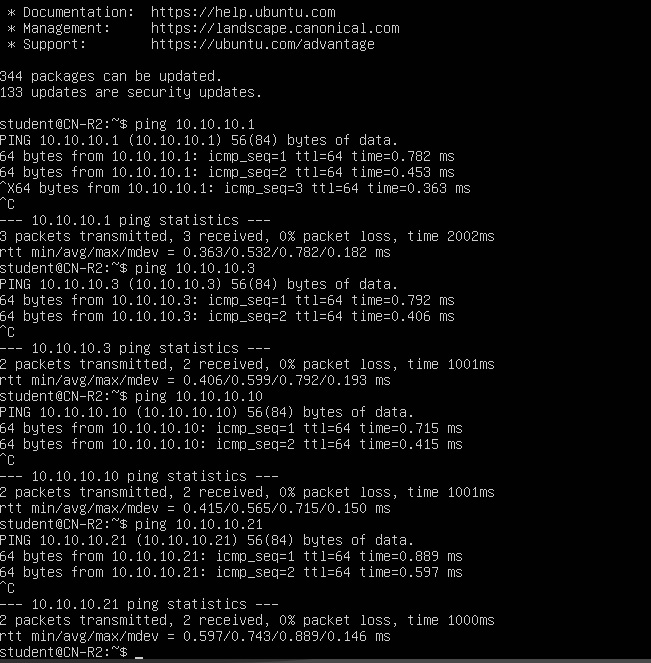 * Documentation:  https://help.ubuntu.com
* Management:     https://landscape.canonical.com
* Support:        https://ubuntu.com/advantage
344 packages can be updated.
133 updates are security updates.
student@CN-R2:~$ ping 10.10.10.1
PING 10.10.10.1 (10.10.10.1) 56(84) bytes of data.
64 bytes from 10.10.10.1: icmp_seq=1 ttl=64 time=0.782 ms
64 bytes from 10.10.10.1: icmp_seq=2 ttl=64 time=0.453 ms
^X64 bytes from 10.10.10.1: icmp_seq=3 ttl=64 time=0.363 ms
^C
--- 10.10.10.1 ping statistics ---
3 packets transmitted, 3 received, 0% packet loss, time 2002ms
rtt min/avg/max/mdev = 0.363/0.532/0.782/0.182 ms
student@CN-R2:~$ ping 10.10.10.3
PING 10.10.10.3 (10.10.10.3) 56(84) bytes of data.
64 bytes from 10.10.10.3: icmp_seq=1 ttl=64 time=0.792 ms
64 bytes from 10.10.10.3: icmp_seq=2 ttl=64 time=0.406 ms
^C
--- 10.10.10.3 ping statistics ---
2 packets transmitted, 2 received, 0% packet loss, time 1001ms
rtt min/avg/max/mdev = 0.406/0.599/0.792/0.193 ms
student@CN-R2:~$ ping 10.10.10.10
PING 10.10.10.10 (10.10.10.10) 56(84) bytes of data.
64 bytes from 10.10.10.10: icmp_seq=1 ttl=64 time=0.715 ms
64 bytes from 10.10.10.10: icmp_seq=2 ttl=64 time=0.415 ms
^C
--- 10.10.10.10 ping statistics ---
2 packets transmitted, 2 received, 0% packet loss, time 1001ms
rtt min/avg/max/mdev = 0.415/0.565/0.715/0.150 ms
student@CN-R2:~$ ping 10.10.10.21
PING 10.10.10.21 (10.10.10.21) 56(84) bytes of data.
64 bytes from 10.10.10.21: icmp_seq=1 ttl=64 time=0.889 ms
64 bytes from 10.10.10.21: icmp_seq=2 ttl=64 time=0.597 ms
^C
--- 10.10.10.21 ping statistics ---
2 packets transmitted, 2 received, 0% packet loss, time 1000ms
rtt min/avg/max/mdev = 0.597/0.743/0.889/0.146 ms
student@CN-R2:~$ _